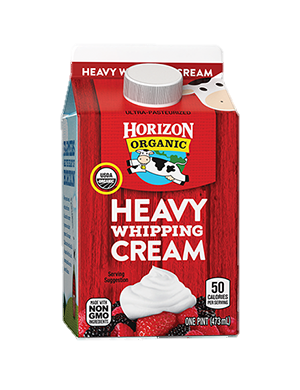 HEAVY WHIPPING CREAM
ULTRA-PASTEURIZED
HORIZON
ORGANIC
USDA
ORGANIC
HEAVY
WHIPPING
CREAM
Serving
Suggestion
50
CALORIES
PER SERVING
MADE WITH
NON
GMO
INGREDIENTS
ONE PINT (473 mL)